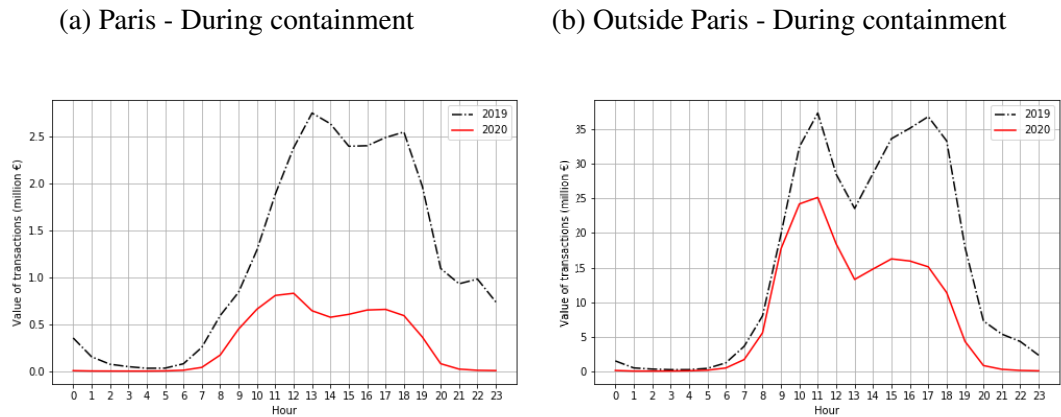 (a) Paris - During containment
(b) Outside Paris - During containment
Value of transactions (million €)
2.5
2.0
1.5
1.0
0.5
0.0
0 1 2 3 4 5 6 7 8 9 10 11 12 13 14 15 16 17 18 19 20 21 22 23
Hour
2019
2020
Value of transactions (million €)
35
30
25
20
15
10
5
0
0 1 2 3 4 5 6 7 8 9 10 11 12 13 14 15 16 17 18 19 20 21 22 23
Hour
2019
2020